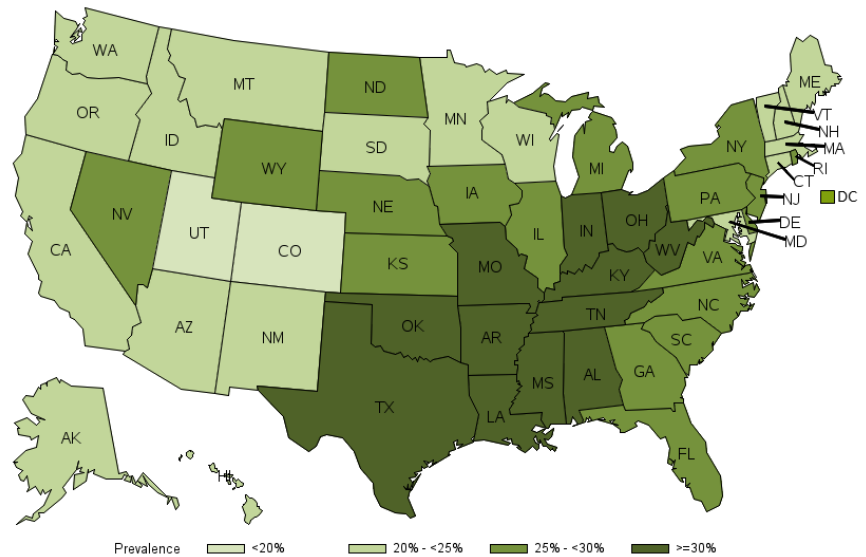 WA
ME
MT
ND
VT
OR
MN
NH
ID
WI
NY
MA
SD
MI
RI
WY
CT
IA
PA
NJ
DC
NE
NV
OH
DE
IL
IN
UT
MD
CA
CO
WV
VA
KS
MO
KY
NC
TN
AZ
OK
NM
AR
SC
GA
MS
AL
TX
LA
AK
FL
HI
Prevalence <20% 20% - <25% 25% - <30% >=30%